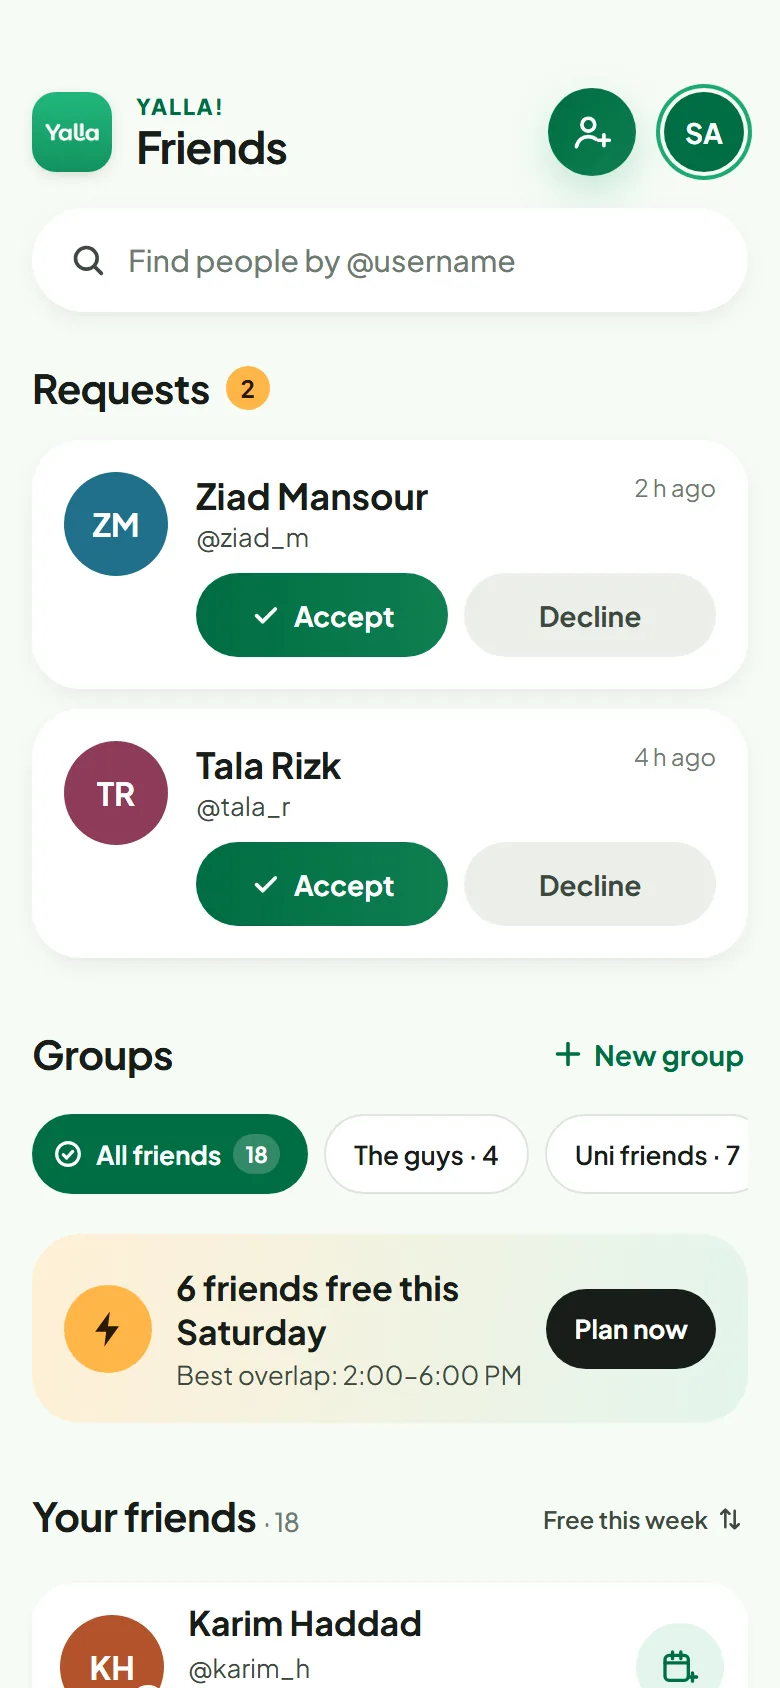 Yalla
YALLA!
Friends
SA
Find people by @username
Requests 2
ZM
Ziad Mansour
2 h ago
@ziad_m
Accept
Decline
TR
Tala Rizk
4 h ago
@tala_r
Accept
Decline
Groups
New group
All friends 18
The guys · 4
Uni friends · 7
6 friends free this
Saturday
Best overlap: 2:00–6:00 PM
Plan now
Your friends · 18
Free this week
KH
Karim Haddad
@karim_h